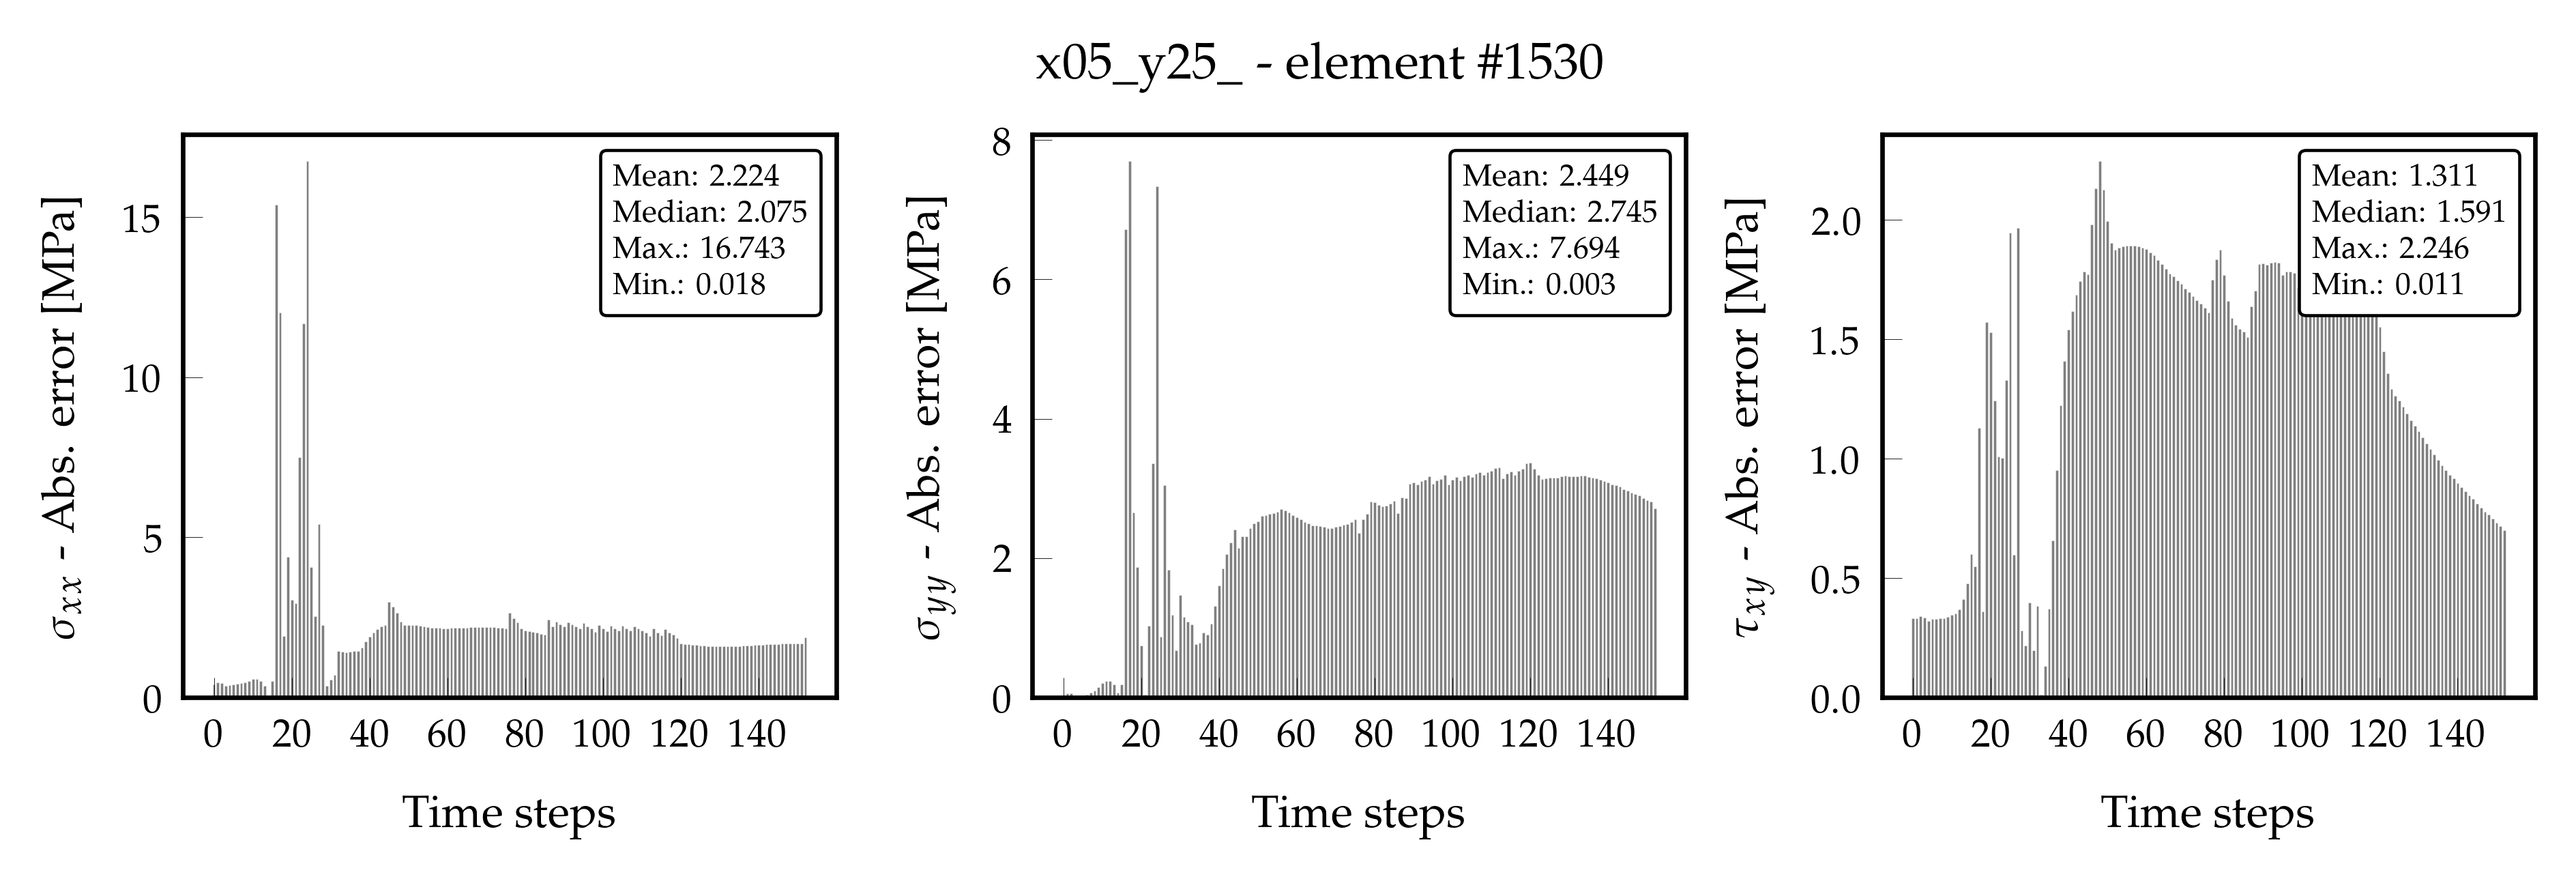 x05_y25_ - element #1530
σxx - Abs. error [MPa]
15
10
5
0
Mean: 2.224
Median: 2.075
Max.: 16.743
Min.: 0.018
0 20 40 60 80 100 120 140
Time steps
σyy - Abs. error [MPa]
8
6
4
2
0
Mean: 2.449
Median: 2.745
Max.: 7.694
Min.: 0.003
0 20 40 60 80 100 120 140
Time steps
τxy - Abs. error [MPa]
2.0
1.5
1.0
0.5
0.0
Mean: 1.311
Median: 1.591
Max.: 2.246
Min.: 0.011
0 20 40 60 80 100 120 140
Time steps